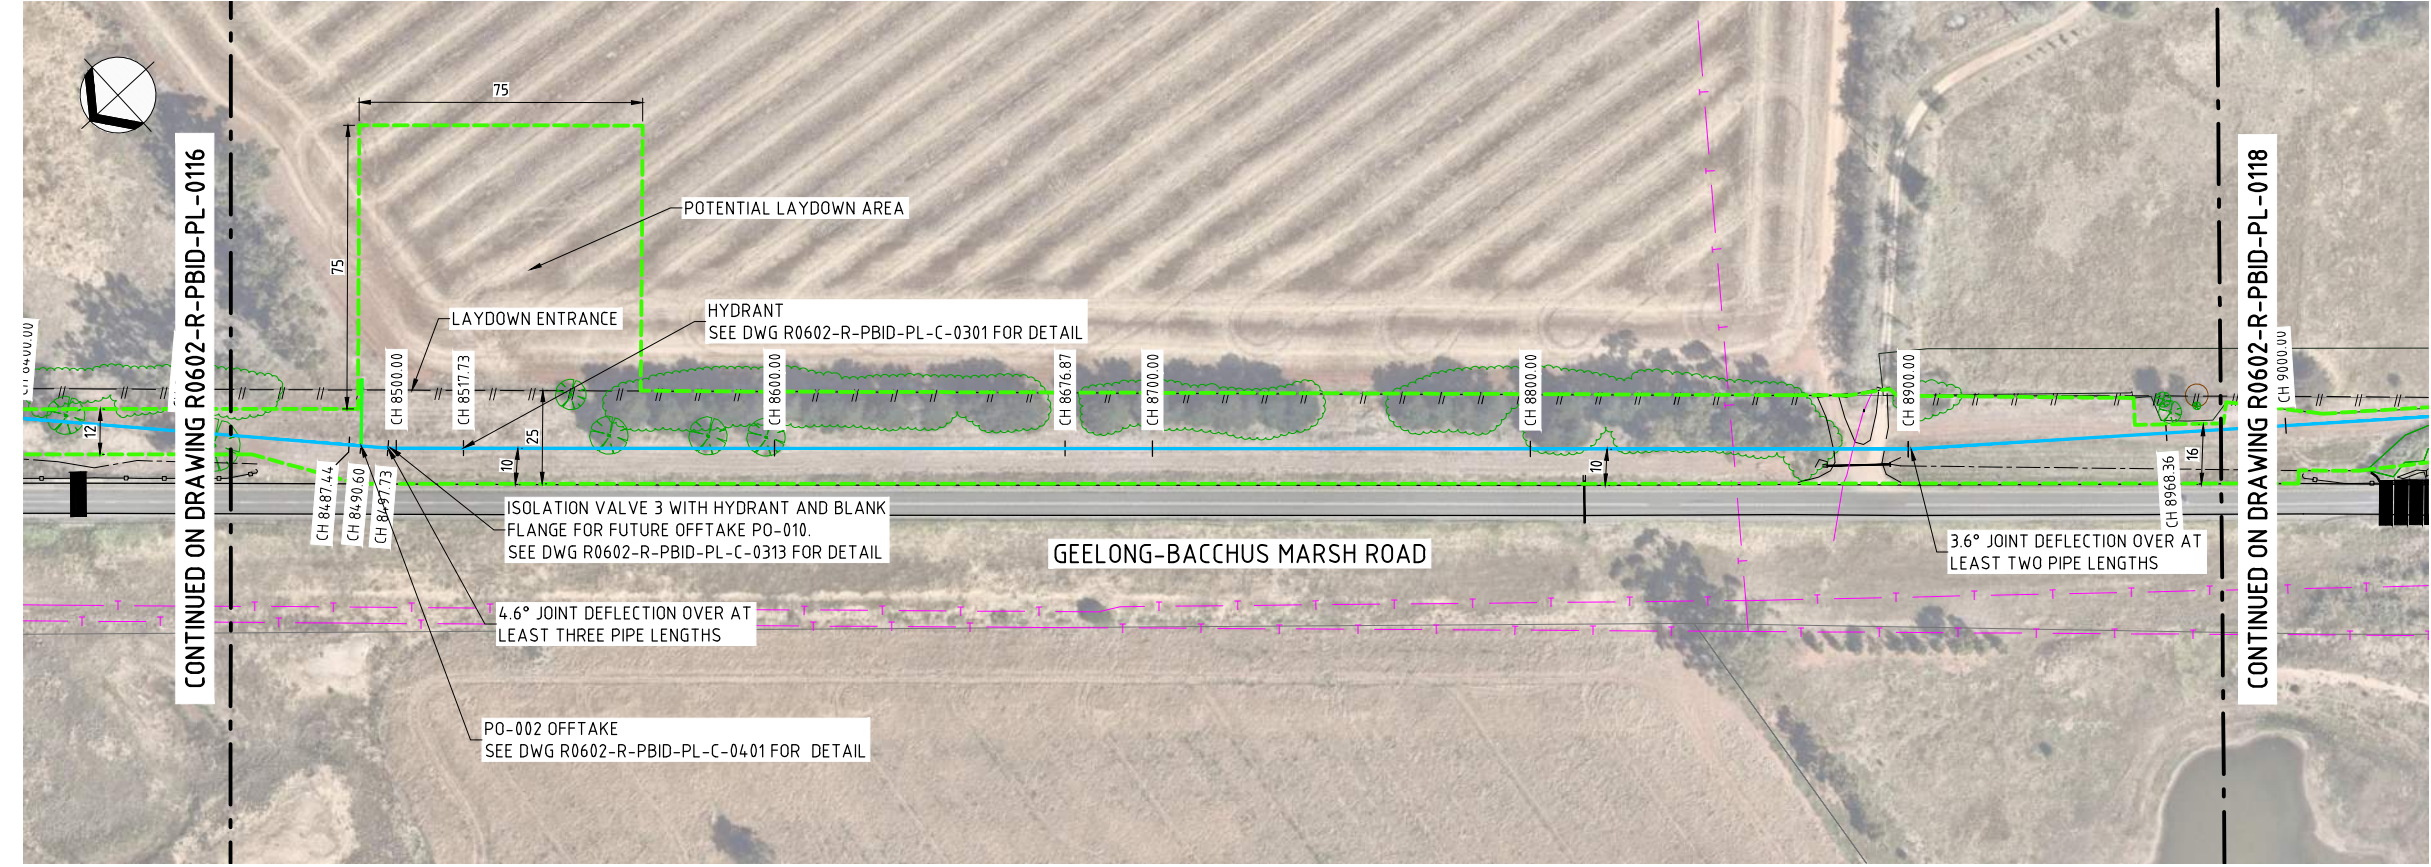 CONTINUED ON DRAWING R0602-R-PBID-PL-0116
75
75
POTENTIAL LAYDOWN AREA
LAYDOWN ENTRANCE
HYDRANT
SEE DWG R0602-R-PBID-PL-C-0301 FOR DETAIL
CH 8400.00
CH 8500.00
CH 8517.73
CH 8600.00
CH 8676.87
CH 8700.00
CH 8800.00
CH 8900.00
CH 9000.00
12
25
10
10
16
CH 8487.44
CH 8490.60
CH 8497.73
CH 8968.36
ISOLATION VALVE 3 WITH HYDRANT AND BLANK
FLANGE FOR FUTURE OFFTAKE PO-010.
SEE DWG R0602-R-PBID-PL-C-0313 FOR DETAIL
GEELONG-BACCHUS MARSH ROAD
3.6° JOINT DEFLECTION OVER AT
LEAST TWO PIPE LENGTHS
4.6° JOINT DEFLECTION OVER AT
LEAST THREE PIPE LENGTHS
PO-002 OFFTAKE
SEE DWG R0602-R-PBID-PL-C-0401 FOR DETAIL
CONTINUED ON DRAWING R0602-R-PBID-PL-0118